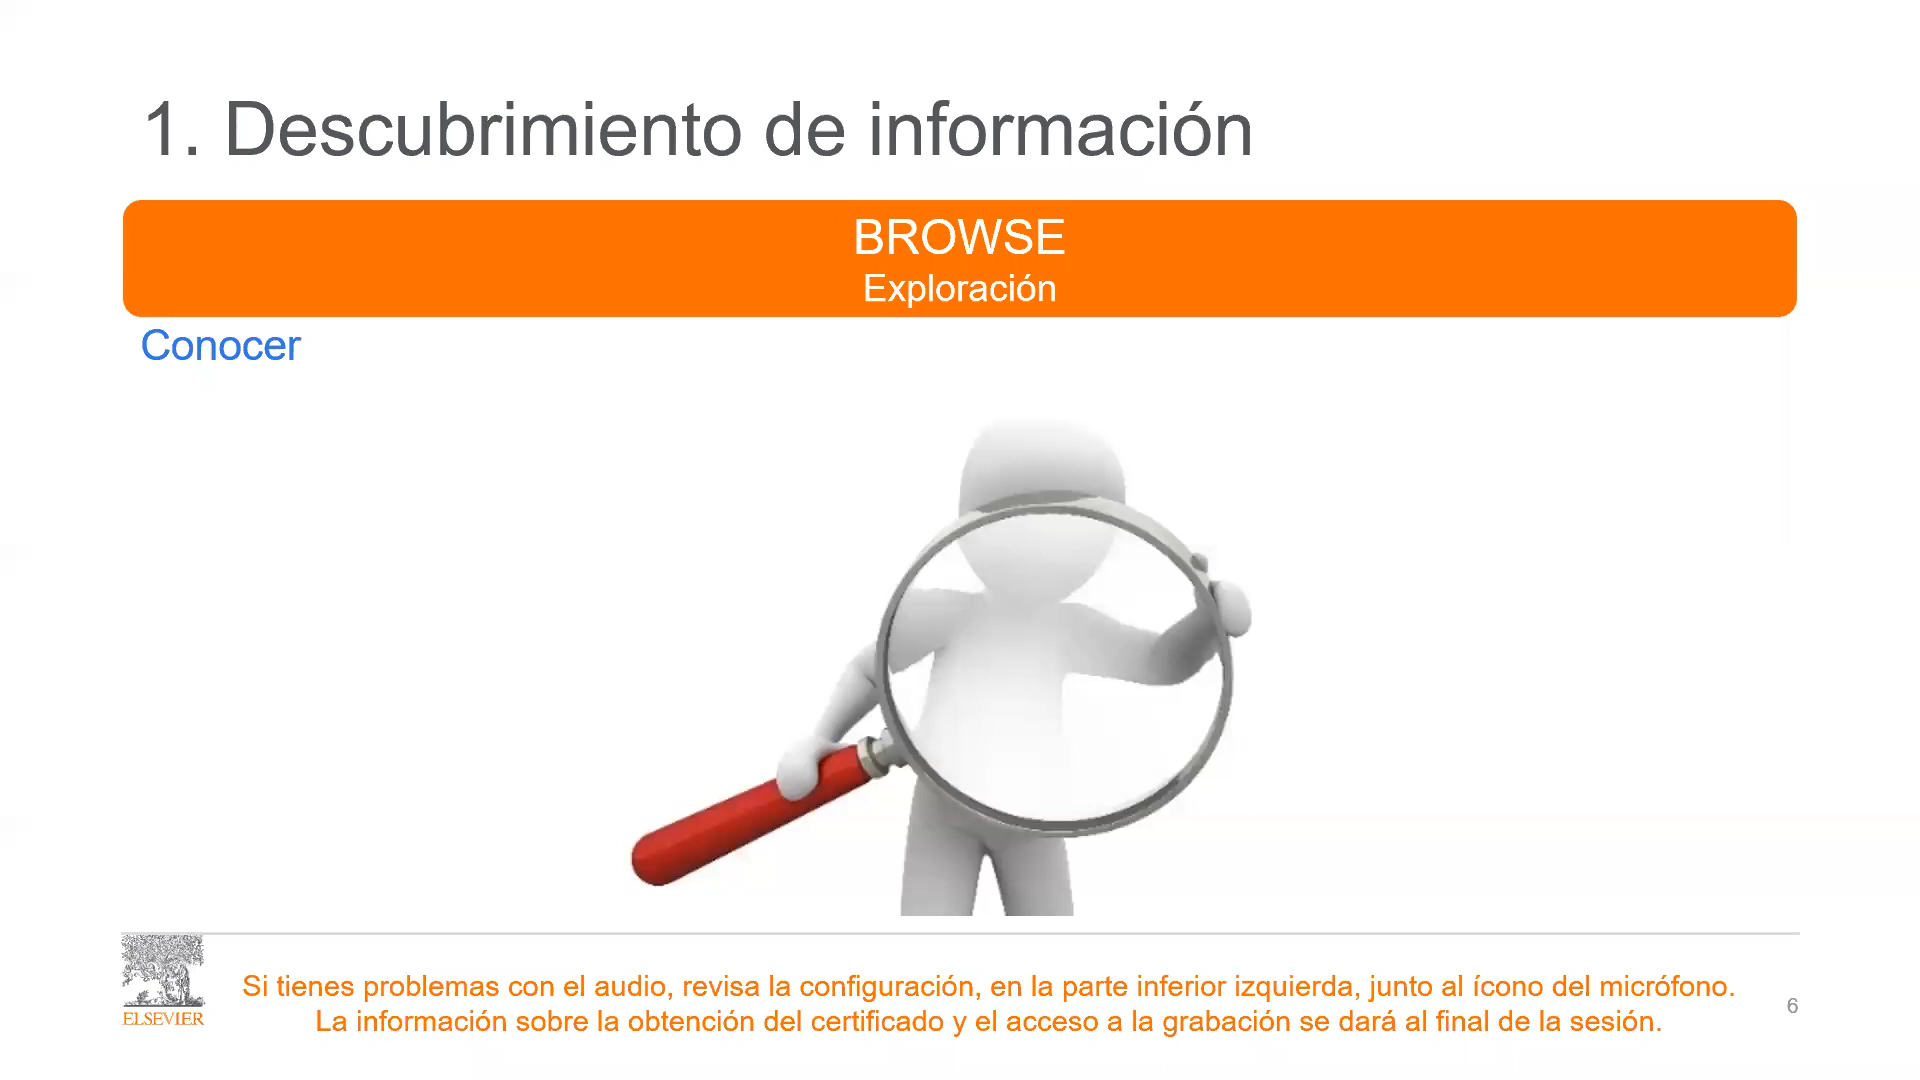 1. Descubrimiento de información
BROWSE
Exploración
Conocer
Si tienes problemas con el audio, revisa la configuración, en la parte inferior izquierda, junto al ícono del micrófono.
La información sobre la obtención del certificado y el acceso a la grabación se dará al final de la sesión.
ELSEVIER
6